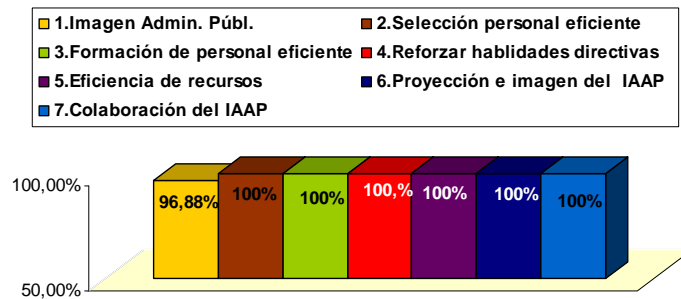 1.Imagen Admin. Públ. 2.Selección personal eficiente
3.Formación de personal eficiente 4.Reforzar hablidades directivas
5.Eficiencia de recursos 6.Proyección e imagen del IAAP
7.Colaboración del IAAP
100,00%
96,88% 100% 100% 100,% 100% 100% 100%
50,00%